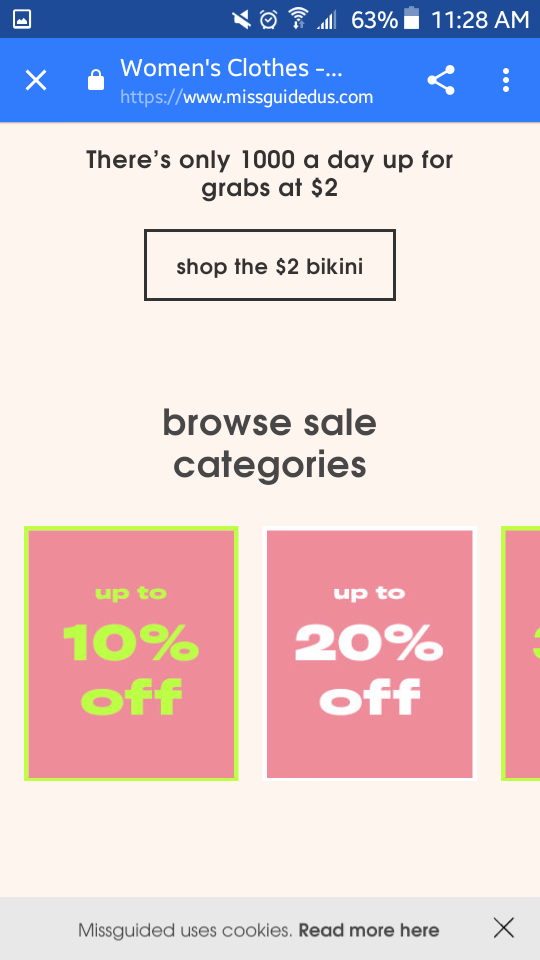 63% 11:28 AM
Women's Clothes -...
https://www.missguidedus.com
There's only 1000 a day up for
grabs at $2
shop the $2 bikini
browse sale
categories
up to
10%
off
up to
20%
off
Missguided uses cookies. Read more here